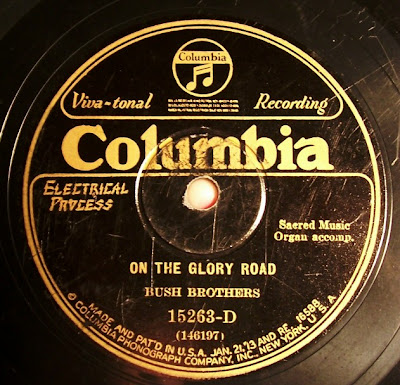 Columbia
Viva-tonal Recording
Columbia
ELECTRICAL
PROCESS
Sacred Music
Organ accomp.
ON THE GLORY ROAD
BUSH BROTHERS
15263-D
(146197)
MADE AND PAT'D IN U.S.A. JAN. 21, '13 AND RE. 16588
© COLUMBIA PHONOGRAPH COMPANY, INC., NEW YORK, U.S.A.